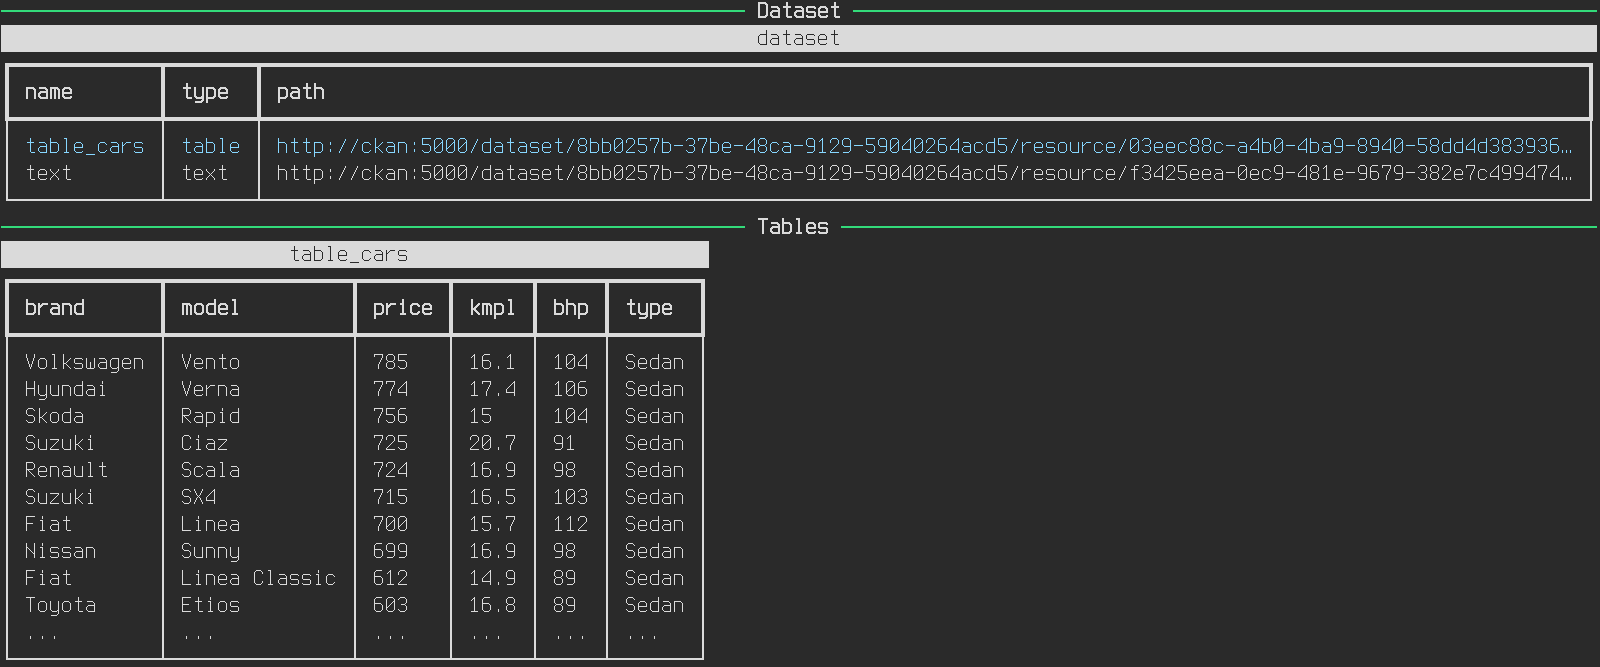 Dataset
dataset
name type path
table_cars table http://ckan:5000/dataset/8bb0257b-37be-48ca-9129-59040264acd5/resource/03eec88c-a4b0-4ba9-8940-58dd4d383936…
text text http://ckan:5000/dataset/8bb0257b-37be-48ca-9129-59040264acd5/resource/f3425eea-0ec9-481e-9679-382e7c499474…
Tables
table_cars
brand model price kmpl bhp type
Volkswagen Vento 785 16.1 104 Sedan
Hyundai Verna 774 17.4 106 Sedan
Skoda Rapid 756 15 104 Sedan
Suzuki Ciaz 725 20.7 91 Sedan
Renault Scala 724 16.9 98 Sedan
Suzuki SX4 715 16.5 103 Sedan
Fiat Linea 700 15.7 112 Sedan
Nissan Sunny 699 16.9 98 Sedan
Fiat Linea Classic 612 14.9 89 Sedan
Toyota Etios 603 16.8 89 Sedan
... ... ... ... ... ...